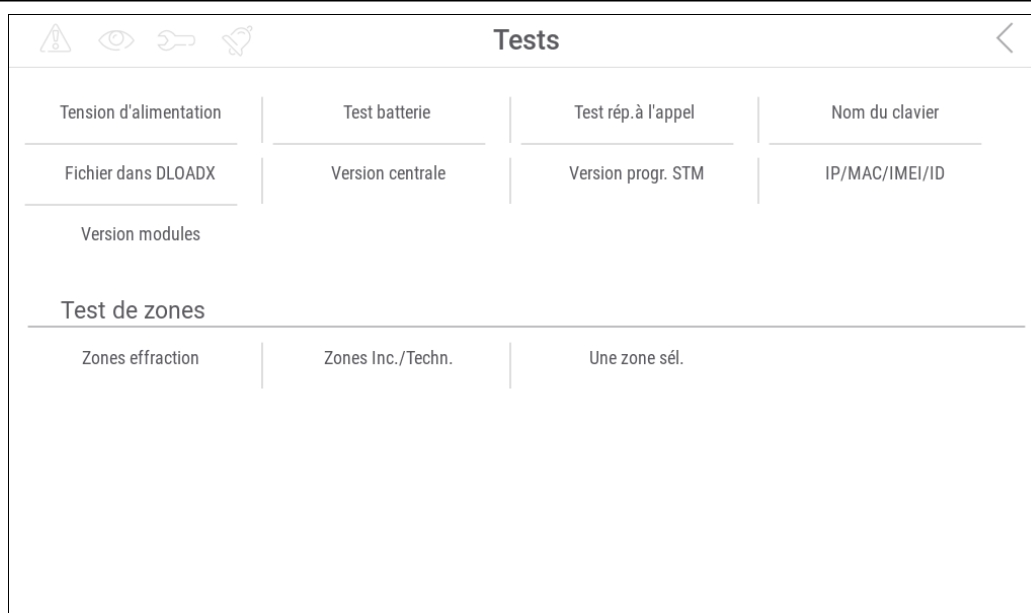 Tests
Tension d'alimentation
Test batterie
Test rép.à l'appel
Nom du clavier
Fichier dans DLOADX
Version centrale
Version progr. STM
IP/MAC/IMEI/ID
Version modules
Test de zones
Zones effraction
Zones Inc./Techn.
Une zone sél.